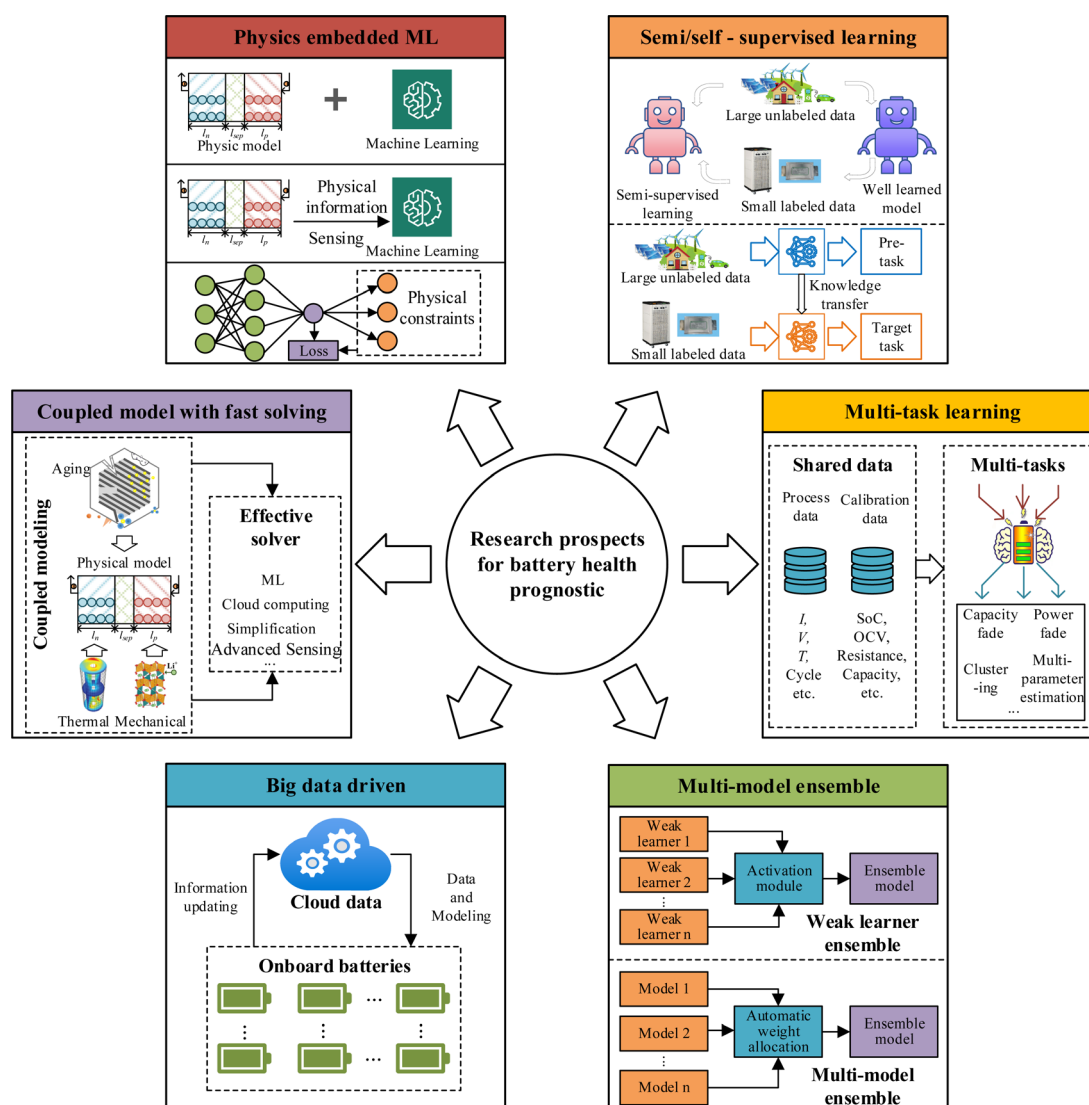 Physics embedded ML
l_n
l_sep
l_p
Physic model
+
Machine Learning
l_n
l_sep
l_p
Physical
information
Sensing
Machine Learning
Loss
Physical
constraints
Semi/self - supervised learning
Large unlabeled data
Semi-supervised
learning
Small labeled data
Well learned
model
Large unlabeled data
Pre-
task
Knowledge
transfer
Small labeled data
Target
task
Coupled model with fast solving
Coupled modeling
Aging
Physical model
l_n
l_sep
l_p
Li+
Thermal
Mechanical
Effective
solver
ML
Cloud computing
Simplification
Advanced Sensing
...
Research prospects
for battery health
prognostic
Multi-task learning
Shared data
Process
data
Calibration
data
I,
V,
T,
Cycle
etc.
SoC,
OCV,
Resistance,
Capacity,
etc.
Multi-tasks
Capacity
fade
Power
fade
Cluster
-ing
Multi-
parameter
estimation
...
Big data driven
Information
updating
Cloud data
Data
and
Modeling
Onboard batteries
...
...
Multi-model ensemble
Weak
learner 1
Weak
learner 2
...
Weak
learner n
Activation
module
Ensemble
model
Weak learner
ensemble
Model 1
Model 2
...
Model n
Automatic
weight
allocation
Ensemble
model
Multi-model
ensemble